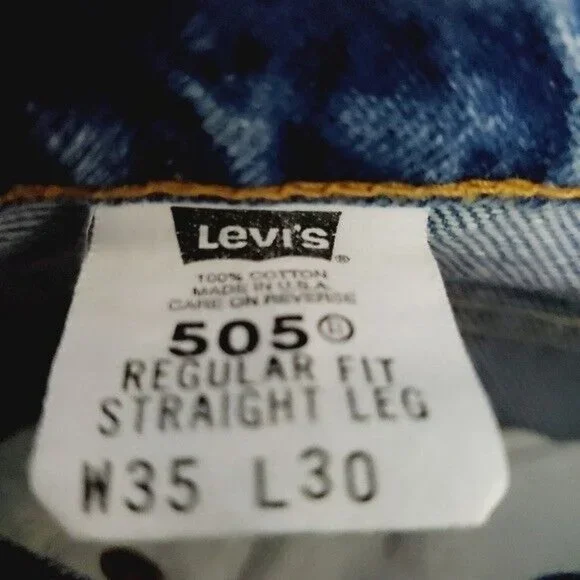 Levi's®
100% COTTON
MADE IN U.S.A.
CARE ON REVERSE
505®
REGULAR FIT
STRAIGHT LEG
W35 L30